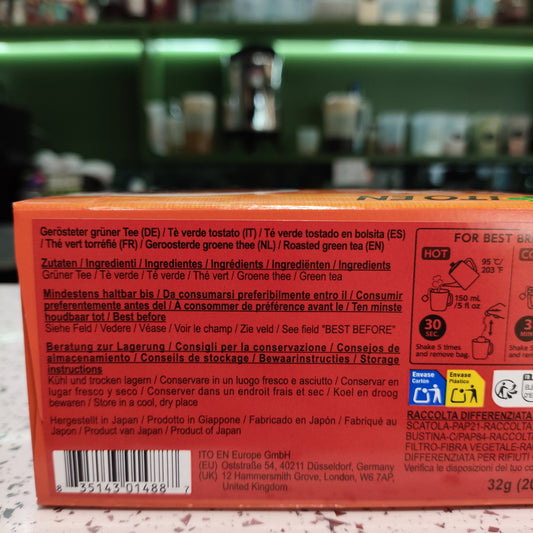 ITO EN
Gerösteter grüner Tee (DE) / Tè verde tostato (IT) / Té verde tostado en bolsita (ES)
/ Thé vert torréfié (FR) / Geroosterde groene thee (NL) / Roasted green tea (EN)
Zutaten / Ingredienti / Ingredientes / Ingrédients / Ingrediënten / Ingredients
Grüner Tee / Tè verde / Té verde / Thé vert / Groene thee / Green tea
Mindestens haltbar bis / Da consumarsi preferibilmente entro il / Consumir
preferentemente antes del / À consommer de préférence avant le / Ten minste
houdbaar tot / Best before
Siehe Feld / Vedere / Véase / Voir le champ / Zie veld / See field "BEST BEFORE"
Beratung zur Lagerung / Consigli per la conservazione / Consejos de
almacenamiento / Conseils de stockage / Bewaarinstructies / Storage
instructions
Kühl und trocken lagern / Conservare in un luogo fresco e asciutto / Conservar en
lugar fresco y seco / Conserver dans un endroit frais et sec / Koel en droog
bewaren / Store in a cool, dry place
Hergestellt in Japan / Prodotto in Giappone / Fabricado en Japón / Fabriqué au
Japon / Product van Japan / Product of Japan
ITO EN Europe GmbH
(EU) Oststraße 54, 40211 Düsseldorf, Germany
(UK) 12 Hammersmith Grove, London, W6 7AP,
United Kingdom
8 35143 01488 7
FOR BEST
HOT
95 °C/
203 °F
150 ml
/5 fl oz
30
SEC.
Shake 5 times
and remove bag.
Shake
and remo
Envase
Cartón
Envase
Plástico
RACCOLTA DIFFERENZIATA
SCATOLA-PAP21-RACCOLTA
BUSTINA-C/PAP84-RACCOLT
FILTRO-FIBRA VEGETALE-RACC
DIFFERENZIATA PER RIFIUTI
Verifica le disposizioni del tuo co
32g (20